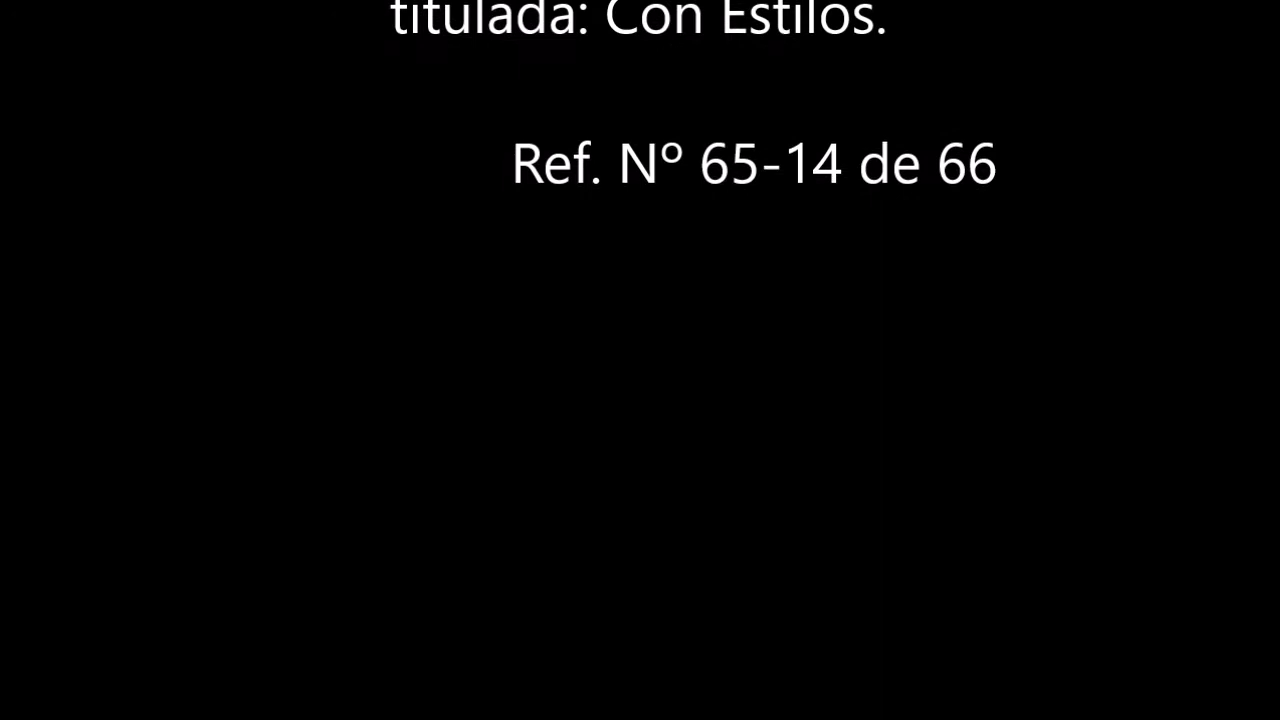 titulada: Con Estilos.
Ref. Nº 65-14 de 66